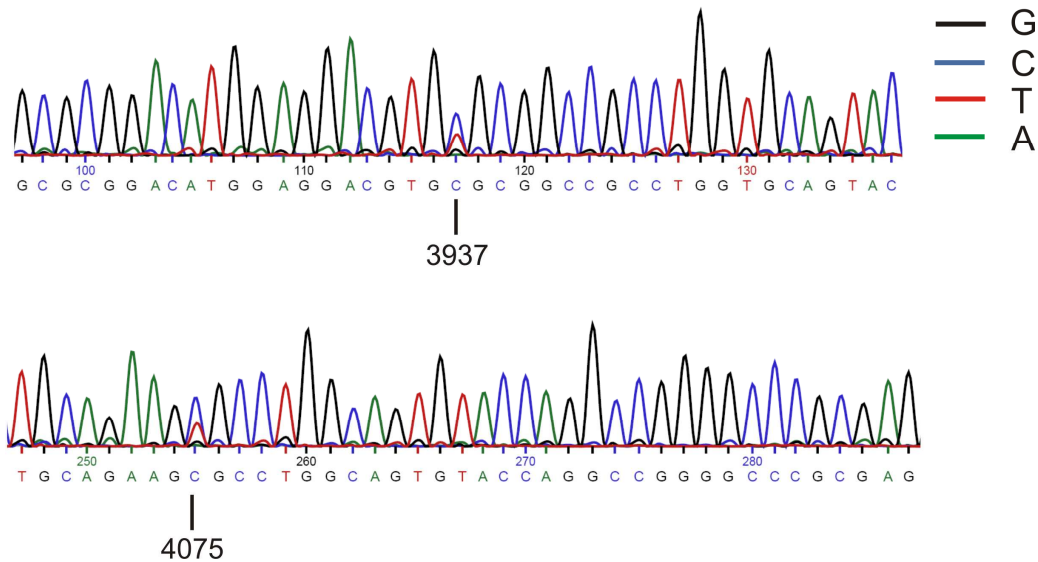 G
C
T
A
100 110 120 130
G C G C G G A C A T G G A G G A C G T G C G C G G C C G C C T G G T G C A G T A C
3937
250 260 270 280
T G C A G A A G C G C C T G G C A G T G T A C C A G G C C G G G G C C C G C G A G
4075